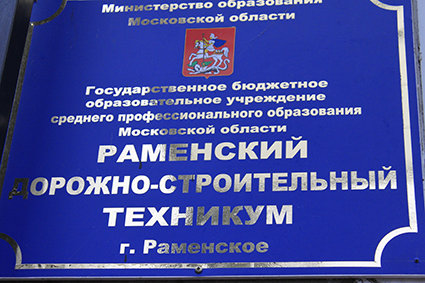 Министерство образования
Московской области
Государственное бюджетное
образовательное учреждение
среднего профессионального образования
Московской области
РАМЕНСКИЙ
ДОРОЖНО-СТРОИТЕЛЬНЫЙ
ТЕХНИКУМ
г. Раменское